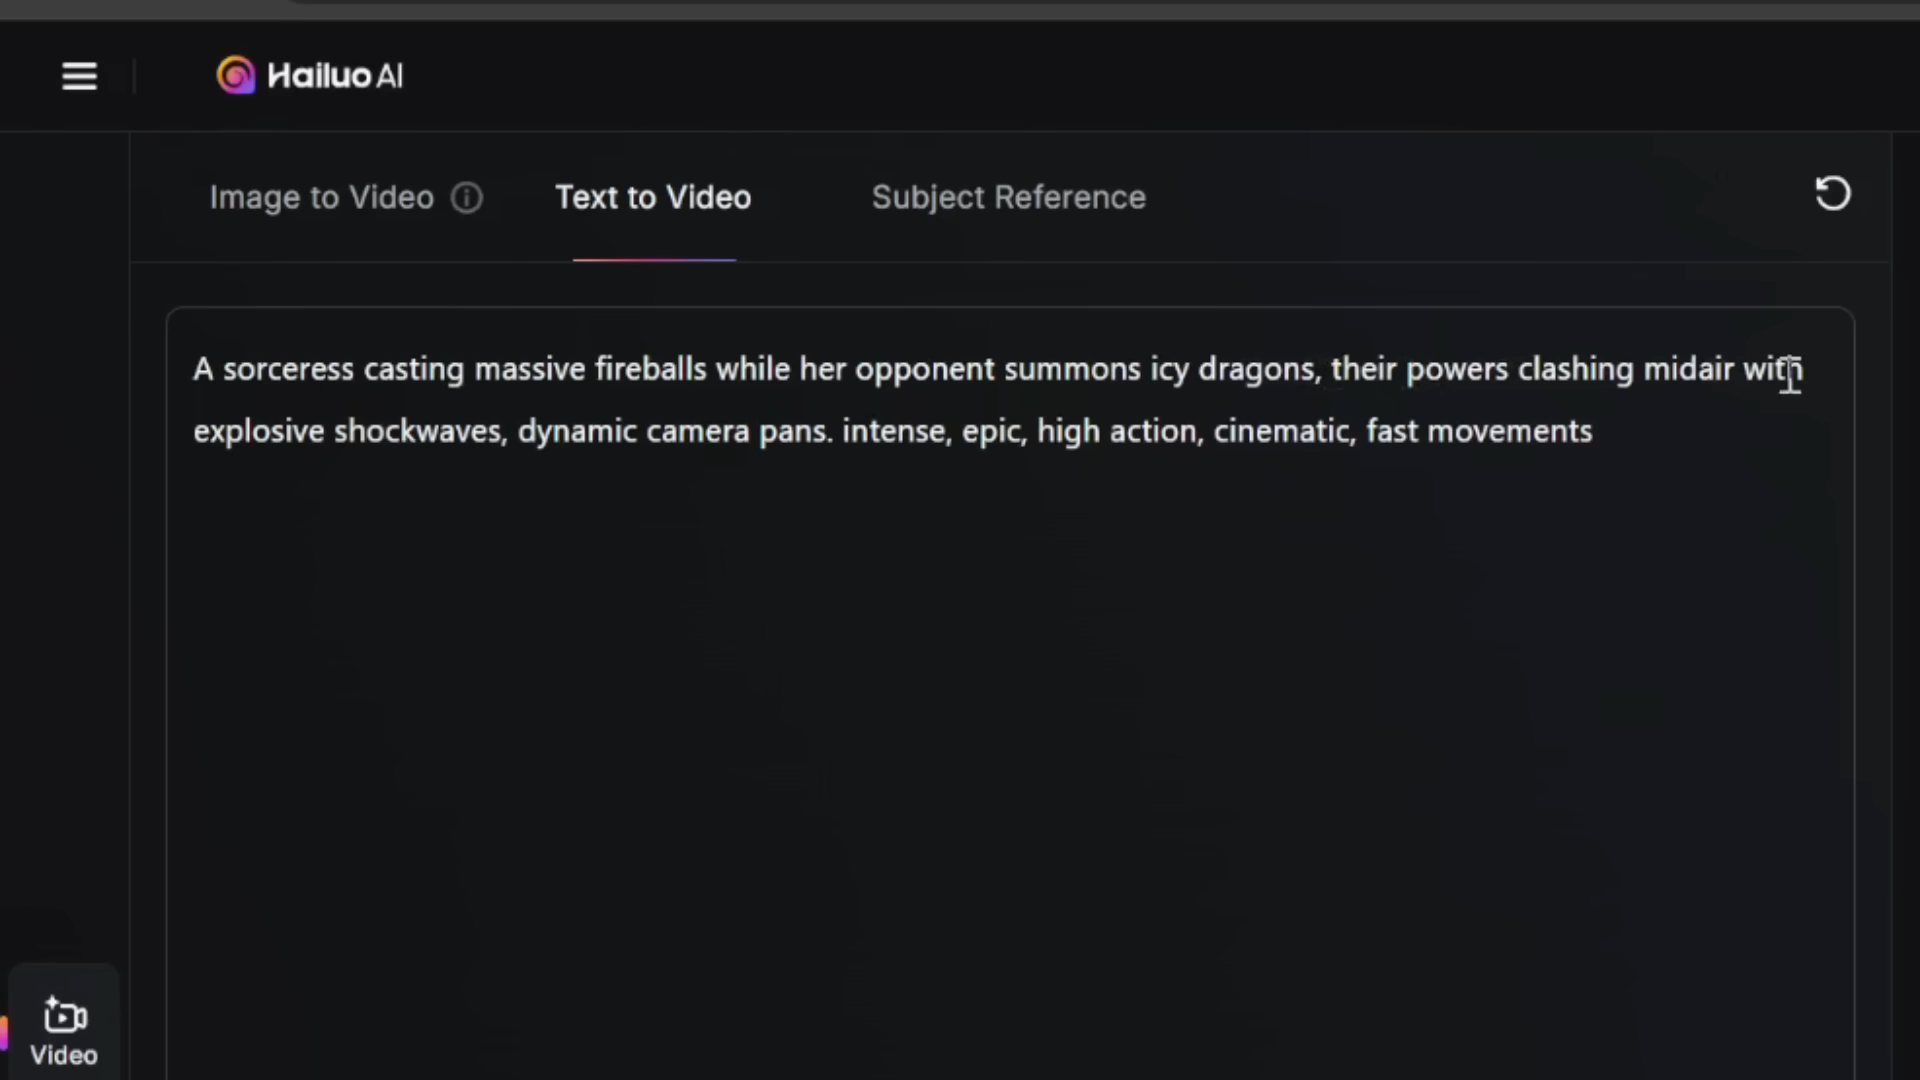 Hailuo AI
Image to Video
Text to Video
Subject Reference
A sorceress casting massive fireballs while her opponent summons icy dragons, their powers clashing midair with
explosive shockwaves, dynamic camera pans. intense, epic, high action, cinematic, fast movements
Video